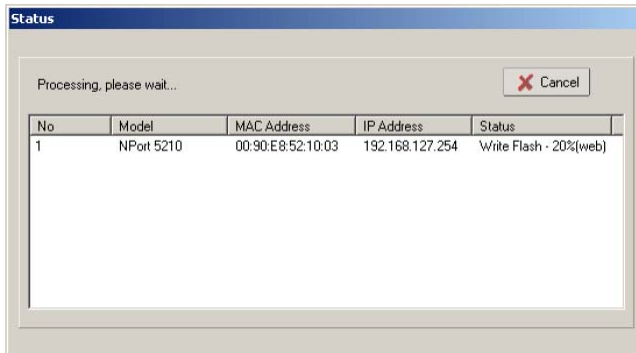 Status
Processing, please wait...
Cancel
No Model MAC Address IP Address Status
1 NPort 5210 00:90:E8:52:10:03 192.168.127.254 Write Flash - 20%(web)